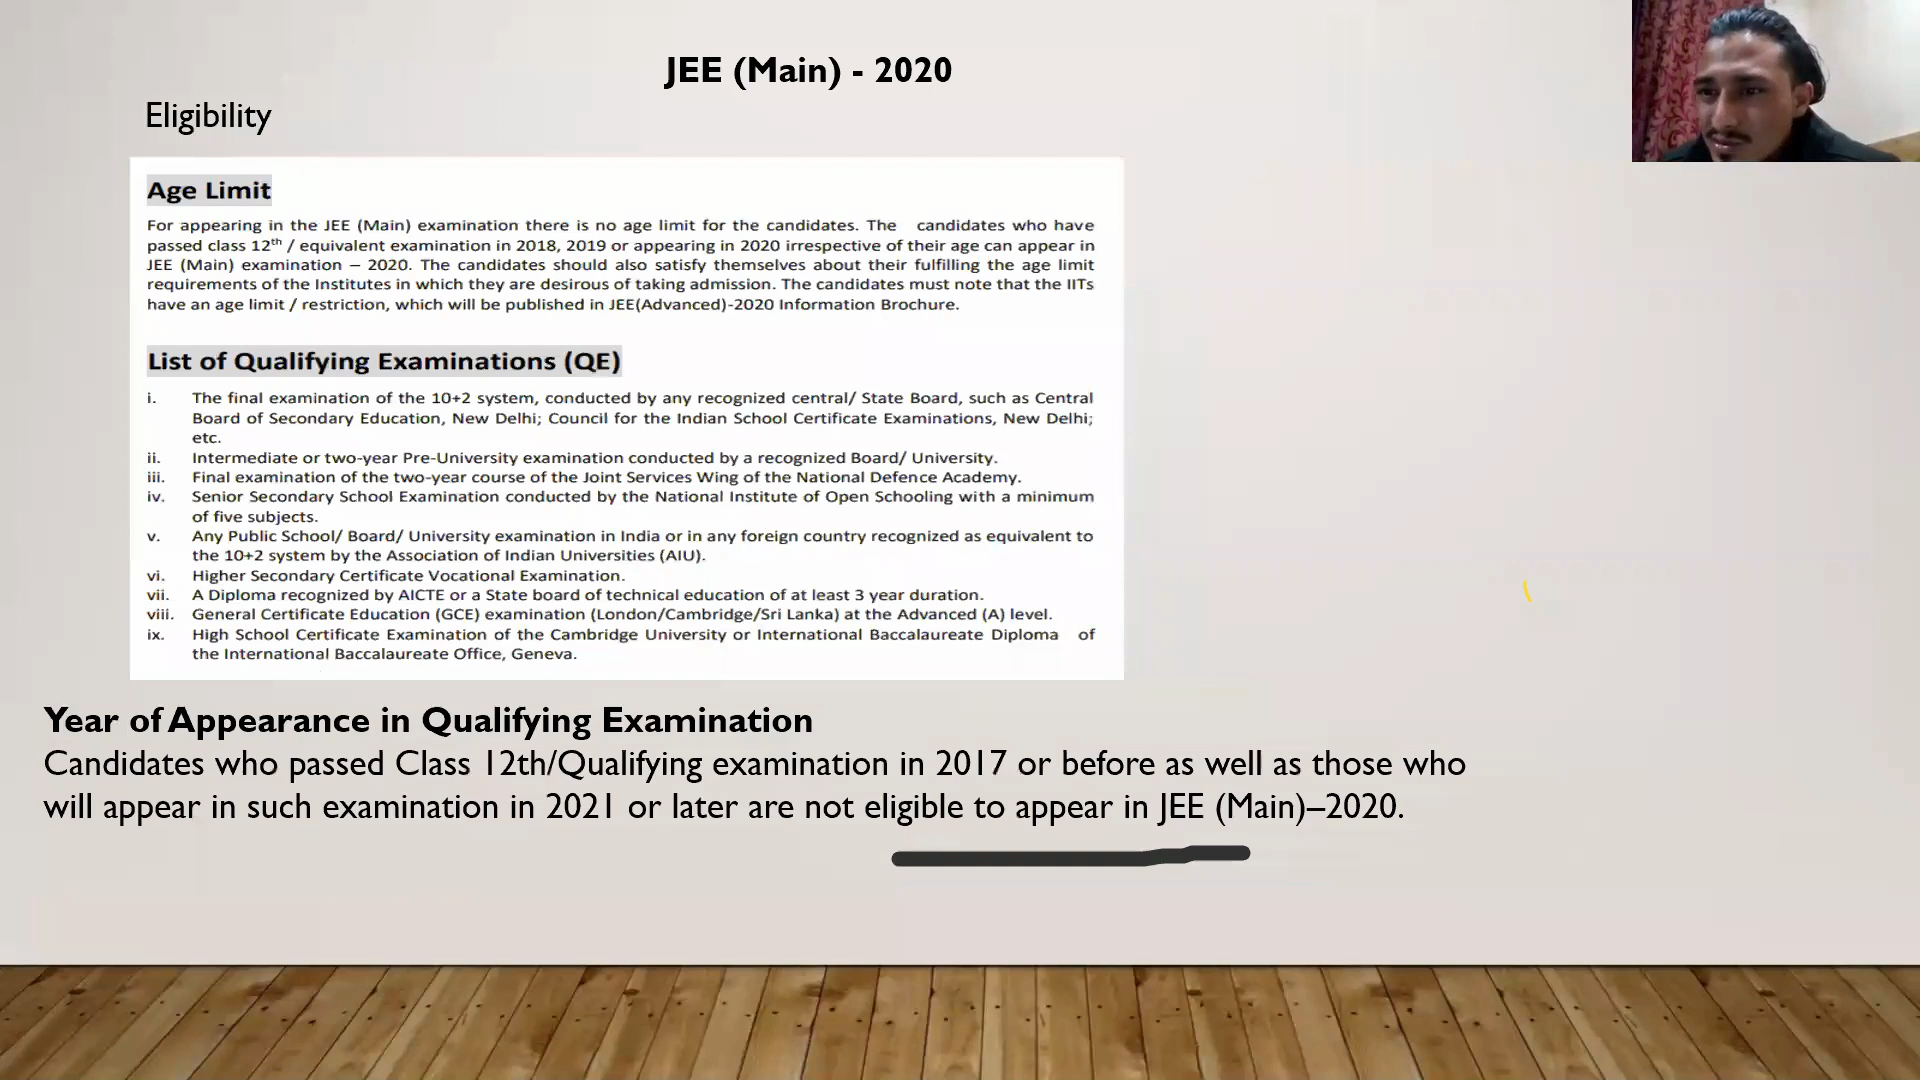 JEE (Main) - 2020
Eligibility
Age Limit
For appearing in the JEE (Main) examination there is no age limit for the candidates. The candidates who have
passed class 12th / equivalent examination in 2018, 2019 or appearing in 2020 irrespective of their age can appear in
JEE (Main) examination – 2020. The candidates should also satisfy themselves about their fulfilling the age limit
requirements of the Institutes in which they are desirous of taking admission. The candidates must note that the IITs
have an age limit / restriction, which will be published in JEE(Advanced)-2020 Information Brochure.
List of Qualifying Examinations (QE)
i. The final examination of the 10+2 system, conducted by any recognized central/ State Board, such as Central
Board of Secondary Education, New Delhi; Council for the Indian School Certificate Examinations, New Delhi;
etc.
ii. Intermediate or two-year Pre-University examination conducted by a recognized Board/ University.
iii. Final examination of the two-year course of the Joint Services Wing of the National Defence Academy.
iv. Senior Secondary School Examination conducted by the National Institute of Open Schooling with a minimum
of five subjects.
v. Any Public School/ Board/ University examination in India or in any foreign country recognized as equivalent to
the 10+2 system by the Association of Indian Universities (AIU).
vi. Higher Secondary Certificate Vocational Examination.
vii. A Diploma recognized by AICTE or a State board of technical education of at least 3 year duration.
viii. General Certificate Education (GCE) examination (London/Cambridge/Sri Lanka) at the Advanced (A) level.
ix. High School Certificate Examination of the Cambridge University or International Baccalaureate Diploma of
the International Baccalaureate Office, Geneva.
Year of Appearance in Qualifying Examination
Candidates who passed Class 12th/Qualifying examination in 2017 or before as well as those who
will appear in such examination in 2021 or later are not eligible to appear in JEE (Main)–2020.